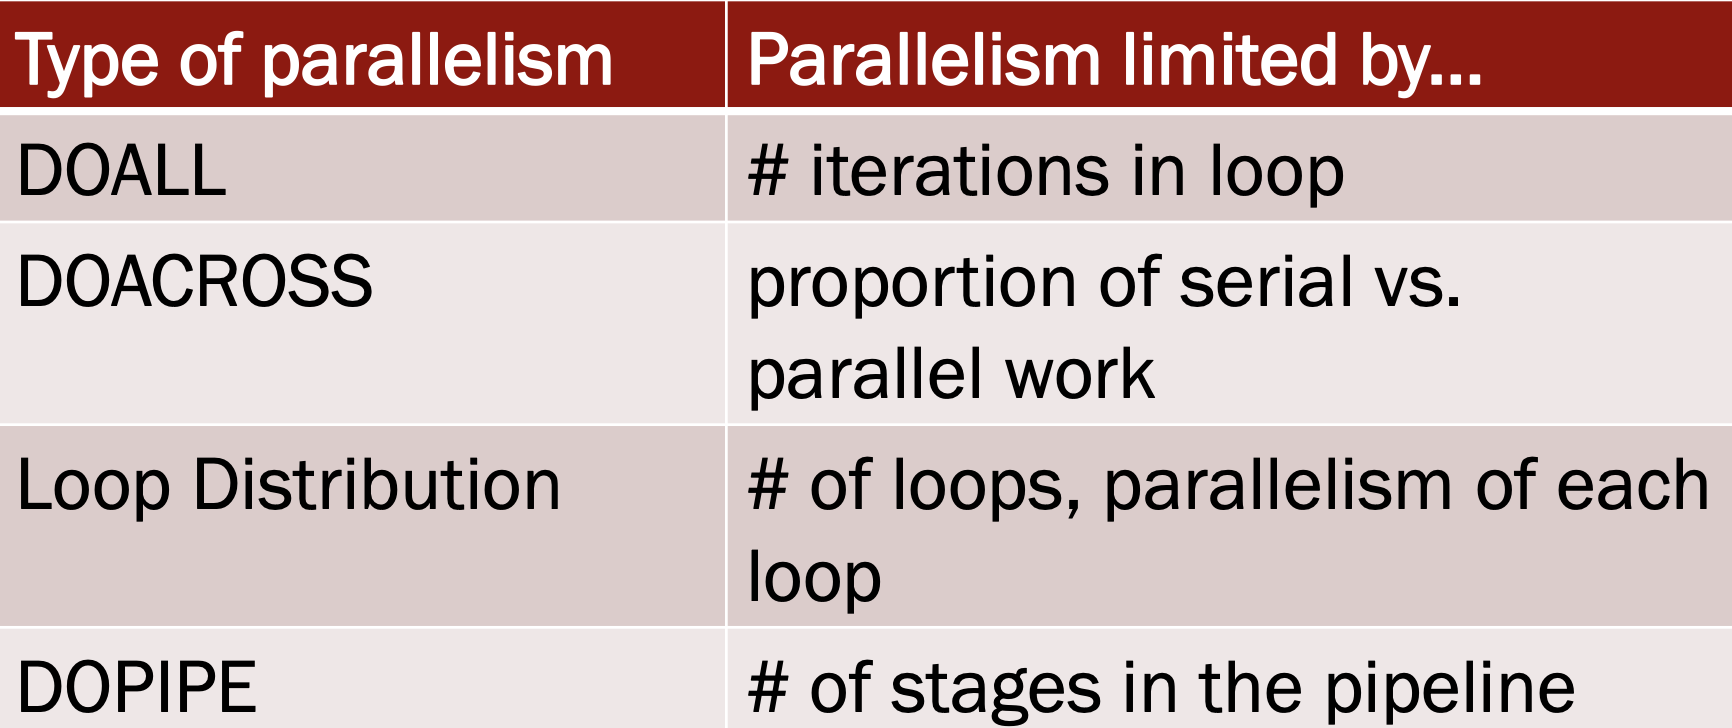 Type of parallelism
Parallelism limited by...
DOALL
# iterations in loop
DOACROSS
proportion of serial vs.
parallel work
Loop Distribution
# of loops, parallelism of each
loop
DOPIPE
# of stages in the pipeline